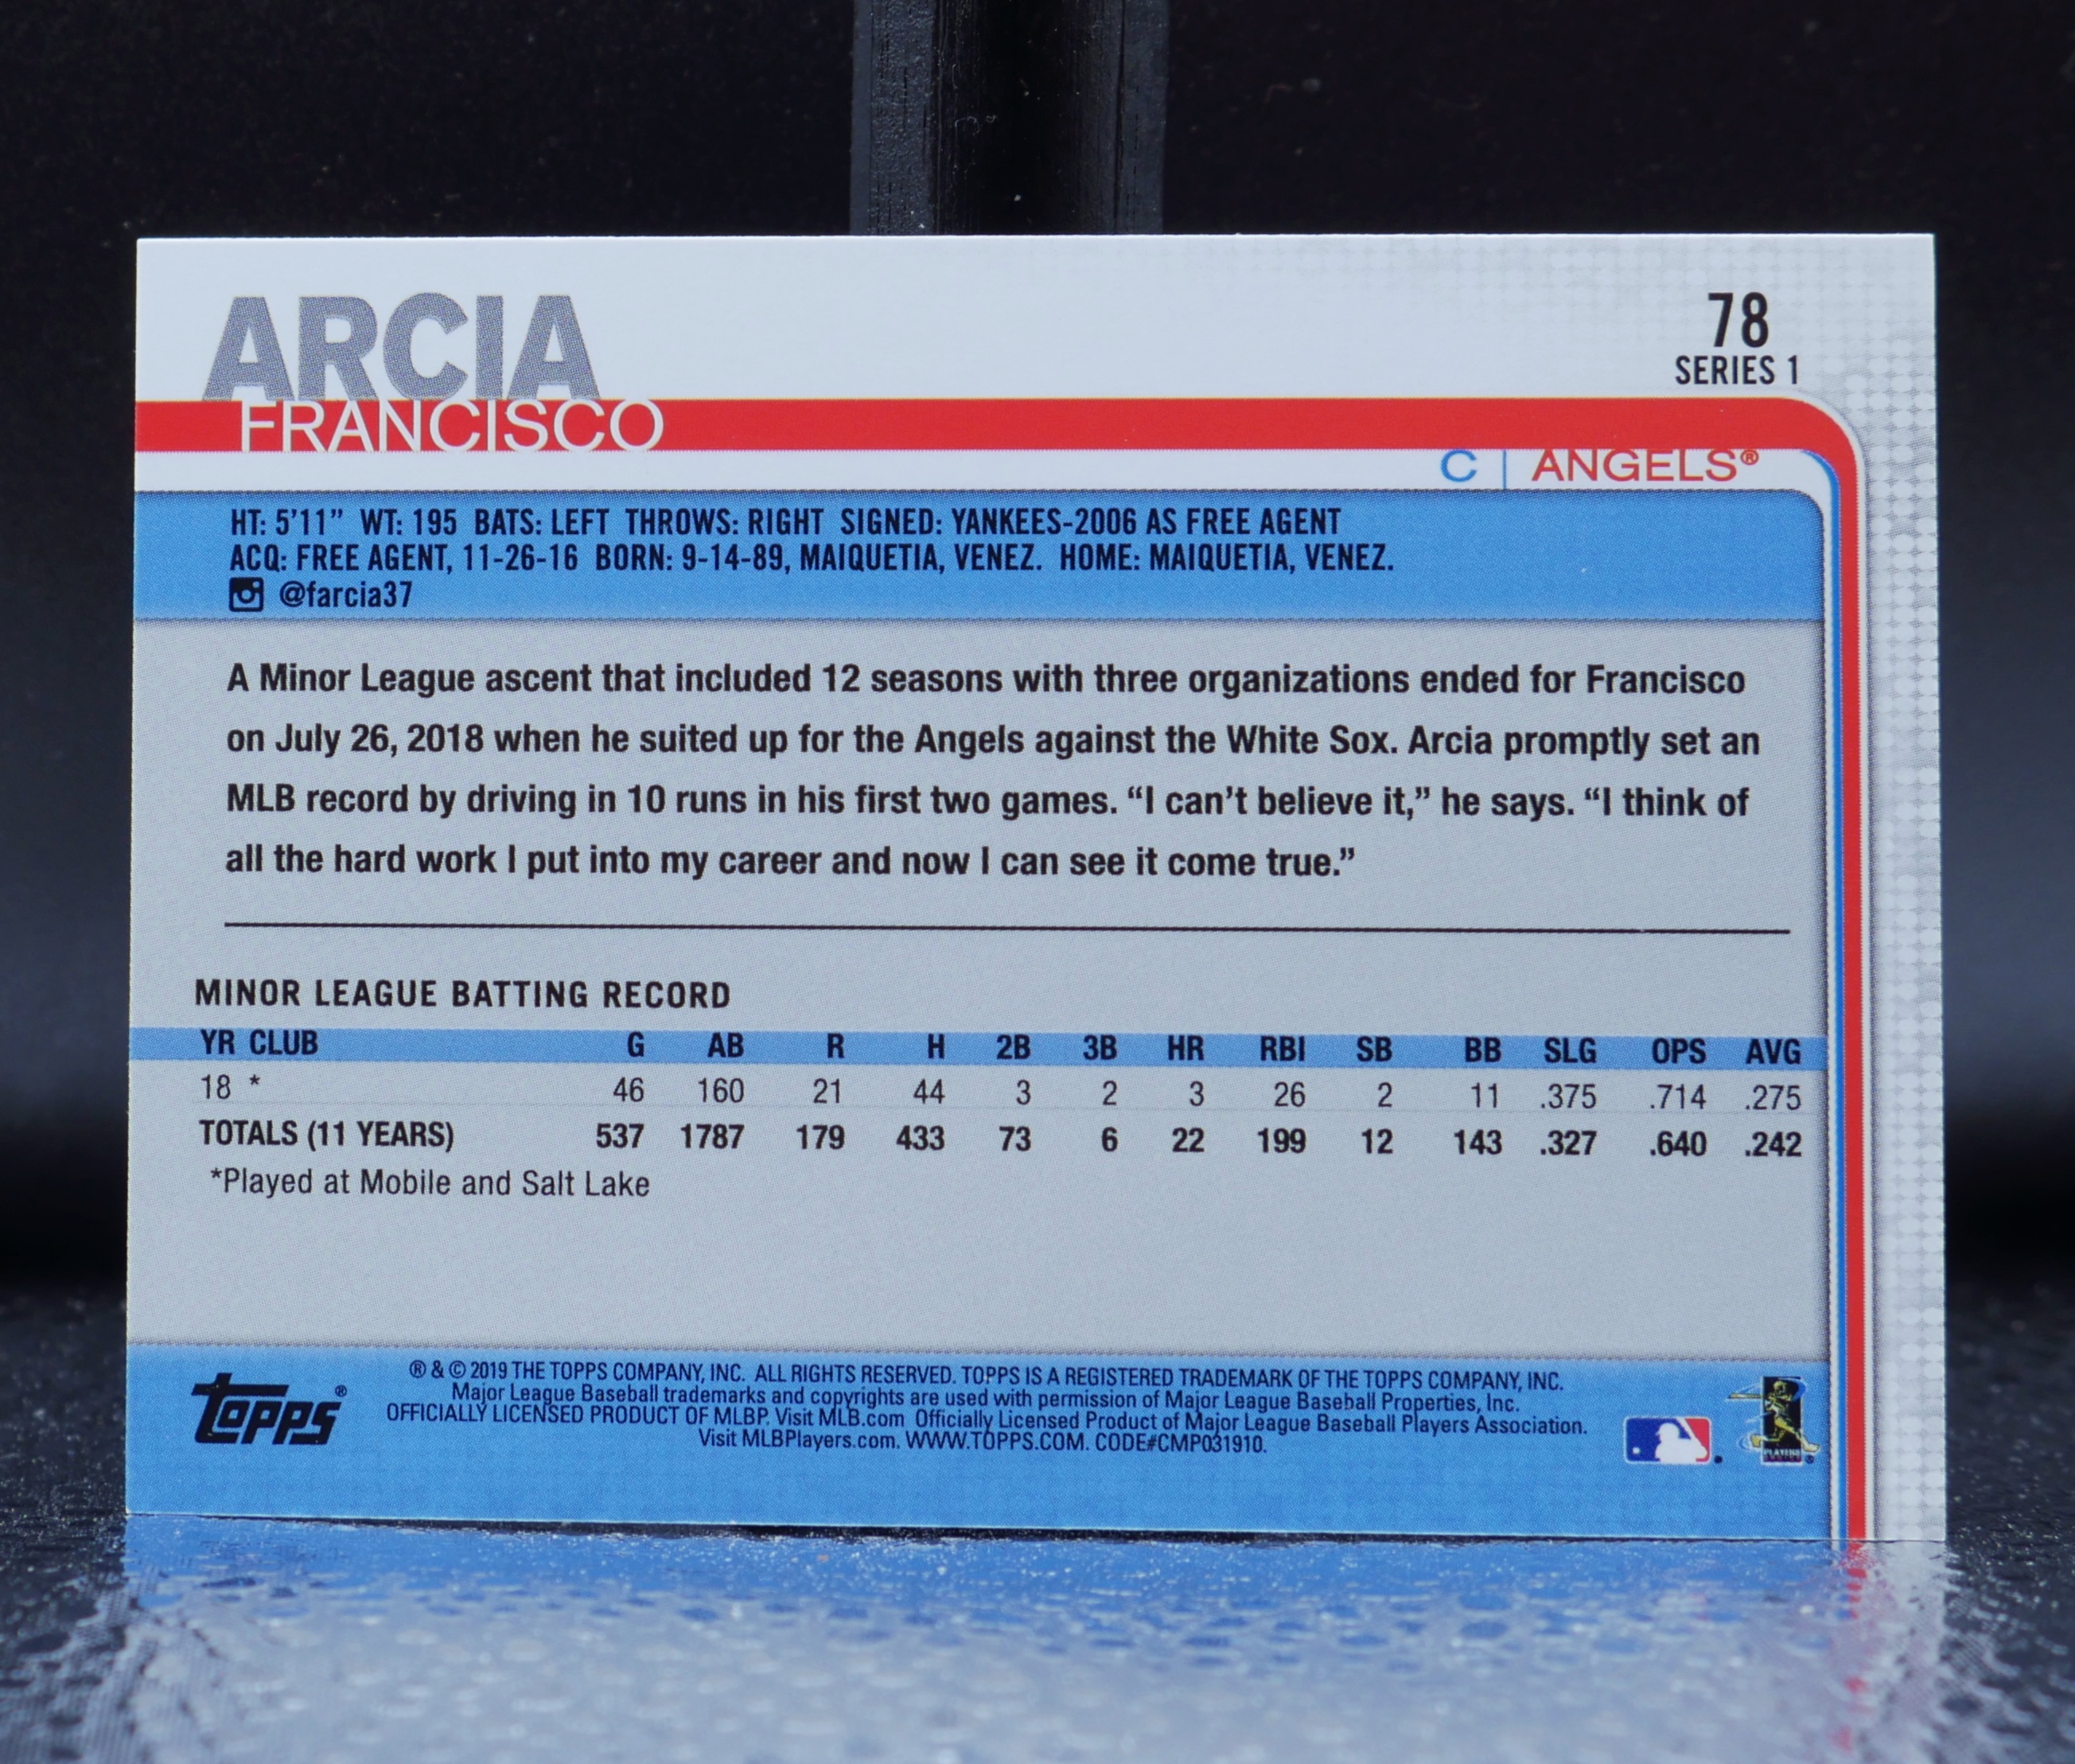 ARCIA
FRANCISCO
78
SERIES 1
C | ANGELS®
HT: 5'11” WT: 195 BATS: LEFT THROWS: RIGHT SIGNED: YANKEES-2006 AS FREE AGENT
ACQ: FREE AGENT, 11-26-16 BORN: 9-14-89, MAIQUETIA, VENEZ. HOME: MAIQUETIA, VENEZ.
@farcia37
A Minor League ascent that included 12 seasons with three organizations ended for Francisco
on July 26, 2018 when he suited up for the Angels against the White Sox. Arcia promptly set an
MLB record by driving in 10 runs in his first two games. “I can’t believe it,” he says. “I think of
all the hard work I put into my career and now I can see it come true.”
MINOR LEAGUE BATTING RECORD
YR CLUB G AB R H 2B 3B HR RBI SB BB SLG OPS AVG
18 * 46 160 21 44 3 2 3 26 2 11 .375 .714 .275
TOTALS (11 YEARS) 537 1787 179 433 73 6 22 199 12 143 .327 .640 .242
*Played at Mobile and Salt Lake
Topps®
® & © 2019 THE TOPPS COMPANY, INC. ALL RIGHTS RESERVED. TOPPS IS A REGISTERED TRADEMARK OF THE TOPPS COMPANY, INC.
Major League Baseball trademarks and copyrights are used with permission of Major League Baseball Properties, Inc.
OFFICIALLY LICENSED PRODUCT OF MLBP. Visit MLB.com Officially Licensed Product of Major League Baseball Players Association.
Visit MLBPlayers.com. WWW.TOPPS.COM. CODE#CMP031910.
PLAYERS